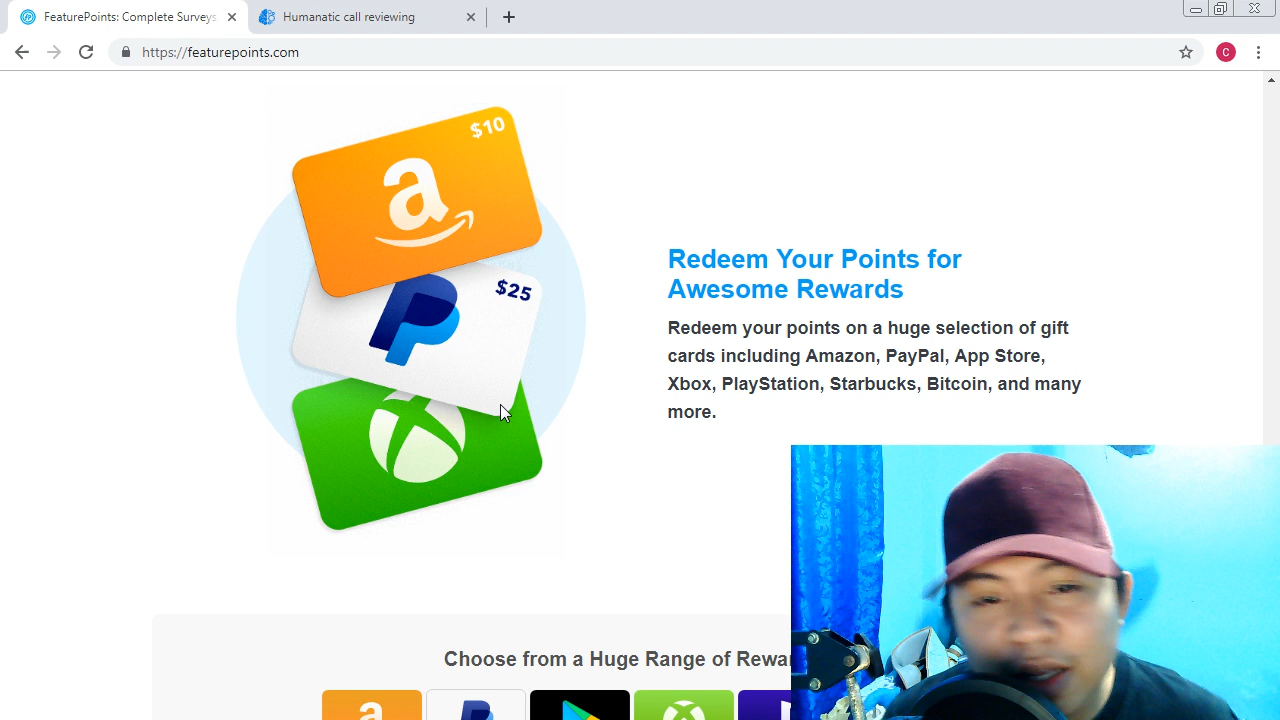 FeaturePoints: Complete Surveys
Humanatic call reviewing
https://featurepoints.com
C
$10
a
$25
Redeem Your Points for
Awesome Rewards
Redeem your points on a huge selection of gift
cards including Amazon, PayPal, App Store,
Xbox, PlayStation, Starbucks, Bitcoin, and many
more.
Choose from a Huge Range of